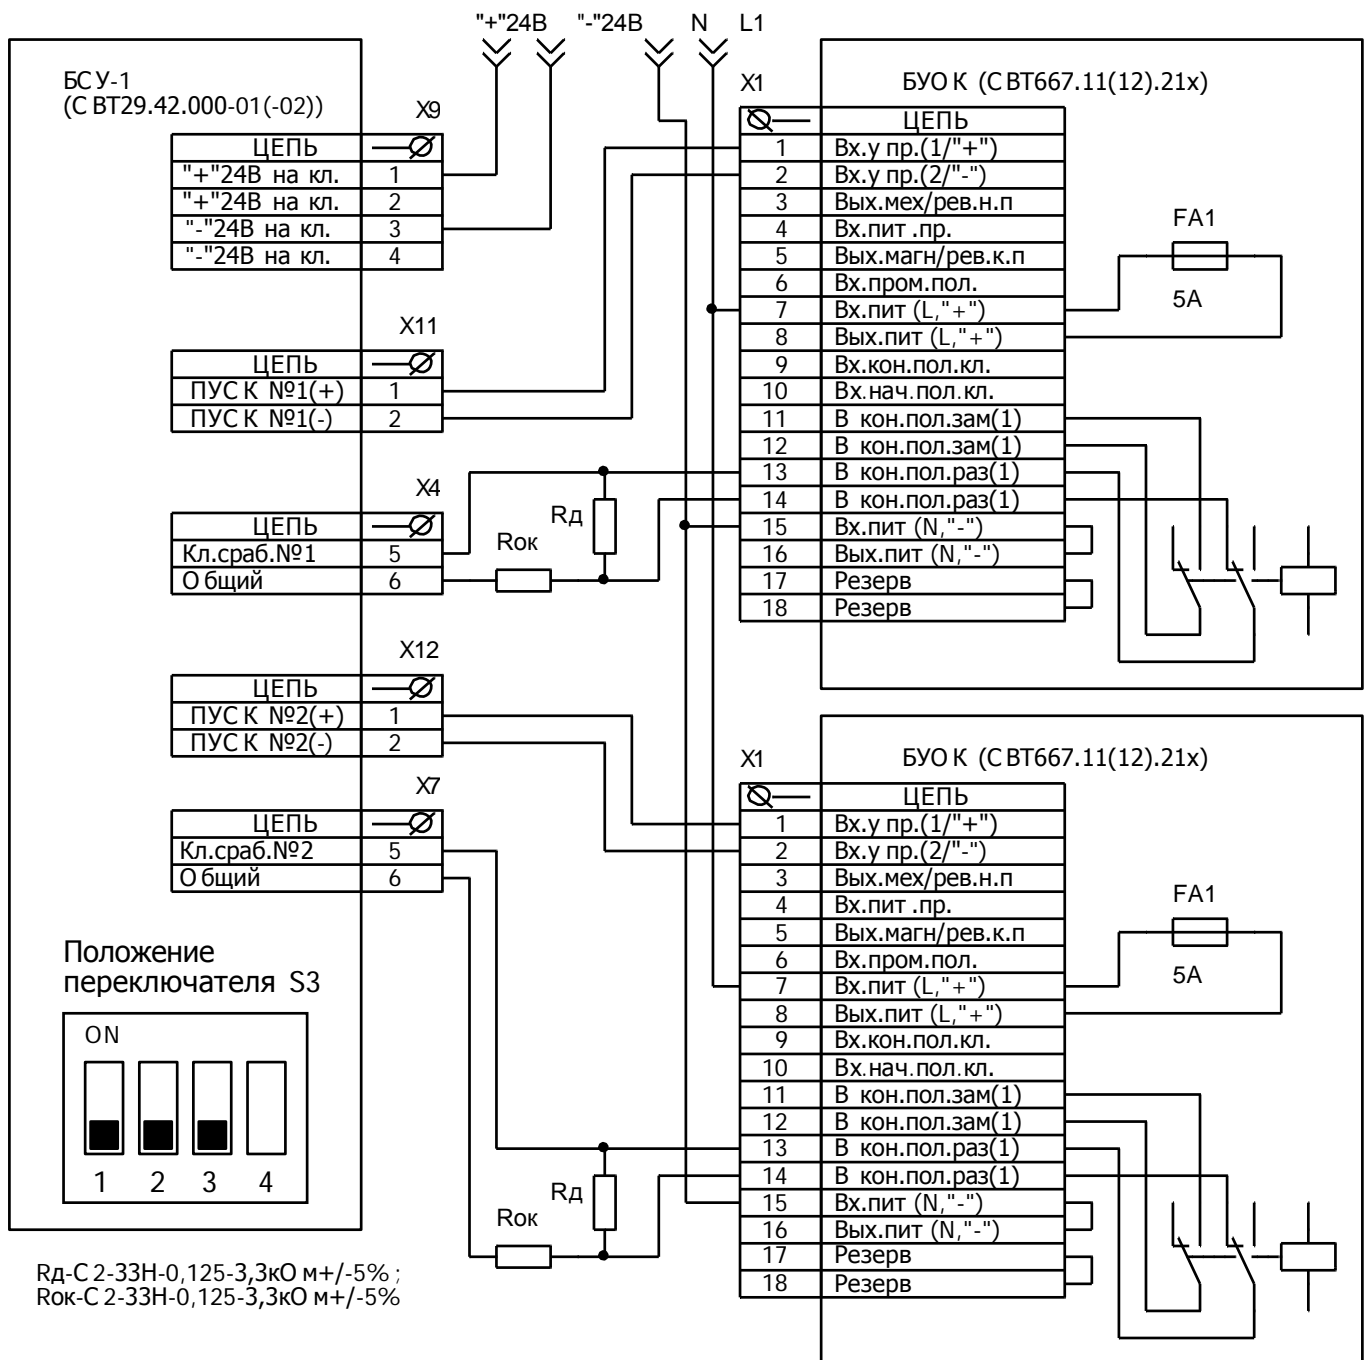 "+"24В "-"24В N L1
БСУ-1
(СВТ29.42.000-01(-02))
X9
ЦЕПЬ
"+"24В на кл. 1
"+"24В на кл. 2
"-"24В на кл. 3
"-"24В на кл. 4
X11
ЦЕПЬ
ПУСК №1(+) 1
ПУСК №1(-) 2
X4
ЦЕПЬ
Кл.сраб.№1 5
Общий 6
Rок
Rд
X12
ЦЕПЬ
ПУСК №2(+) 1
ПУСК №2(-) 2
X7
ЦЕПЬ
Кл.сраб.№2 5
Общий 6
Rок
Rд
Положение
переключателя S3
ON
1 2 3 4
Rд-С2-33Н-0,125-3,3кОм+/-5% ;
Rок-С2-33Н-0,125-3,3кОм+/-5%
X1
БУОК (СВТ667.11(12).21х)
ЦЕПЬ
1 Вх.упр.(1/"+")
2 Вх.упр.(2/"-")
3 Вых.мех/рев.н.п
4 Вх.пит.пр.
5 Вых.магн/рев.к.п
6 Вх.пром.пол.
7 Вх.пит (L,"+")
8 Вых.пит (L,"+")
9 Вх.кон.пол.кл.
10 Вх.нач.пол.кл.
11 В кон.пол.зам(1)
12 В кон.пол.зам(1)
13 В кон.пол.раз(1)
14 В кон.пол.раз(1)
15 Вх.пит (N,"-")
16 Вых.пит (N,"-")
17 Резерв
18 Резерв
FA1
5А
X1
БУОК (СВТ667.11(12).21х)
ЦЕПЬ
1 Вх.упр.(1/"+")
2 Вх.упр.(2/"-")
3 Вых.мех/рев.н.п
4 Вх.пит.пр.
5 Вых.магн/рев.к.п
6 Вх.пром.пол.
7 Вх.пит (L,"+")
8 Вых.пит (L,"+")
9 Вх.кон.пол.кл.
10 Вх.нач.пол.кл.
11 В кон.пол.зам(1)
12 В кон.пол.зам(1)
13 В кон.пол.раз(1)
14 В кон.пол.раз(1)
15 Вх.пит (N,"-")
16 Вых.пит (N,"-")
17 Резерв
18 Резерв
FA1
5А